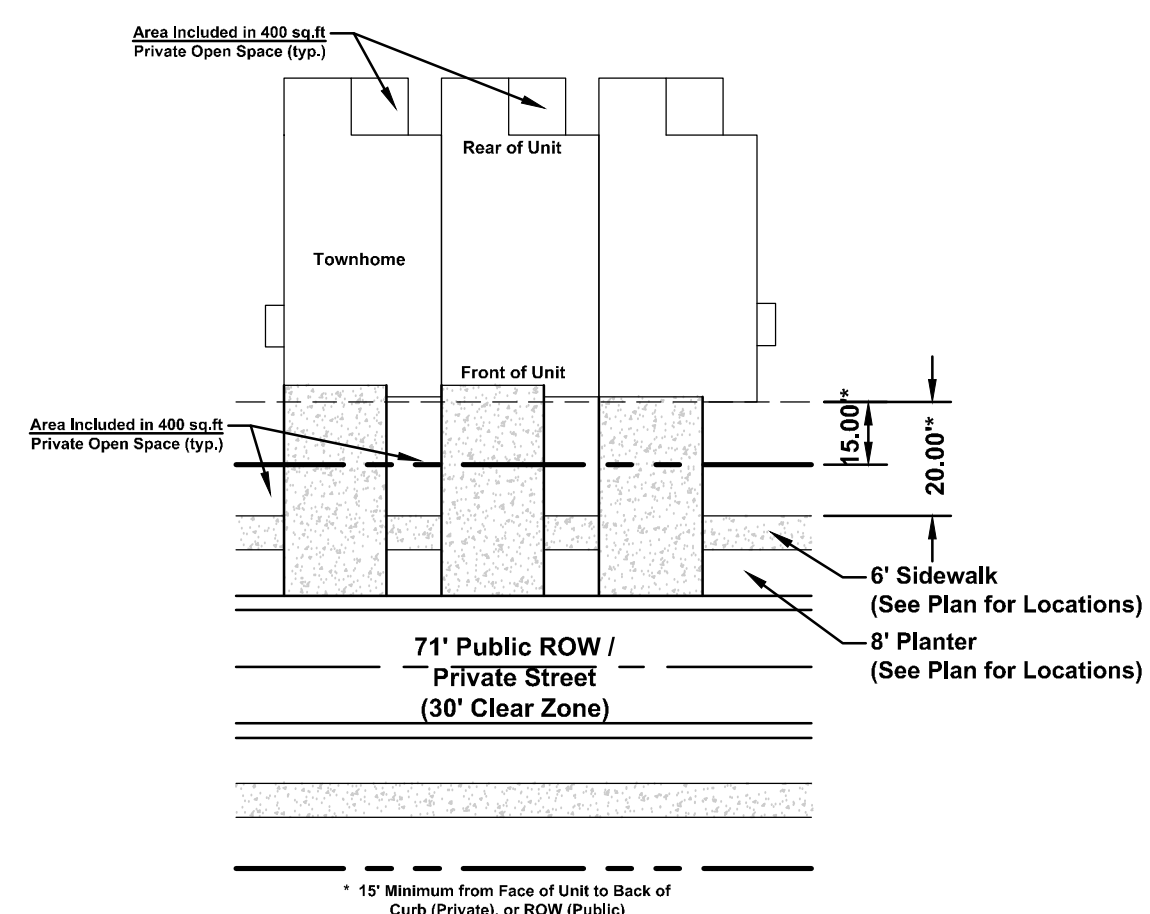 Area Included in 400 sq.ft
Private Open Space (typ.)
Rear of Unit
Townhome
Front of Unit
Area Included in 400 sq.ft
Private Open Space (typ.)
15.00'*
20.00'*
6' Sidewalk
(See Plan for Locations)
8' Planter
(See Plan for Locations)
71' Public ROW /
Private Street
(30' Clear Zone)
* 15' Minimum from Face of Unit to Back of
Curb (Private), or ROW (Public)